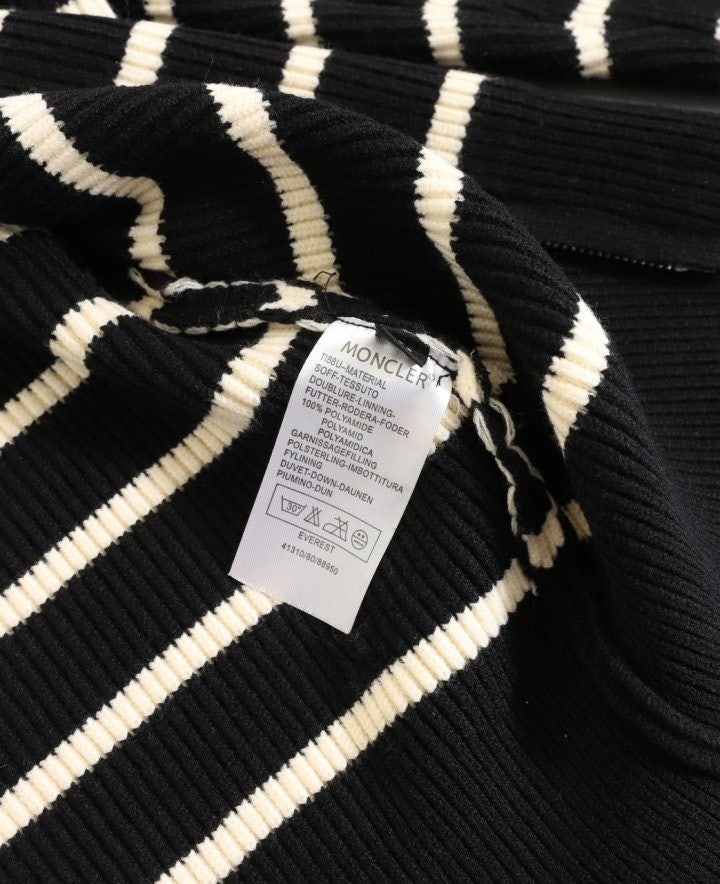 MONCLER
TI88U-MATERIAL
SOFF-TESSUTO
DOUBLURE-LINNING-
FUTTER-RODERA-FODER
100% POLYAMIDE
POLYAMID
POLYAMIDICA
GARNISSAGEFILLING
POLSTERLING-IMBOTTITURA
FYLINING
DUVET-DOWN-DAUNEN
PIUMINO-DUN
30°
EVEREST
41310/80/88950